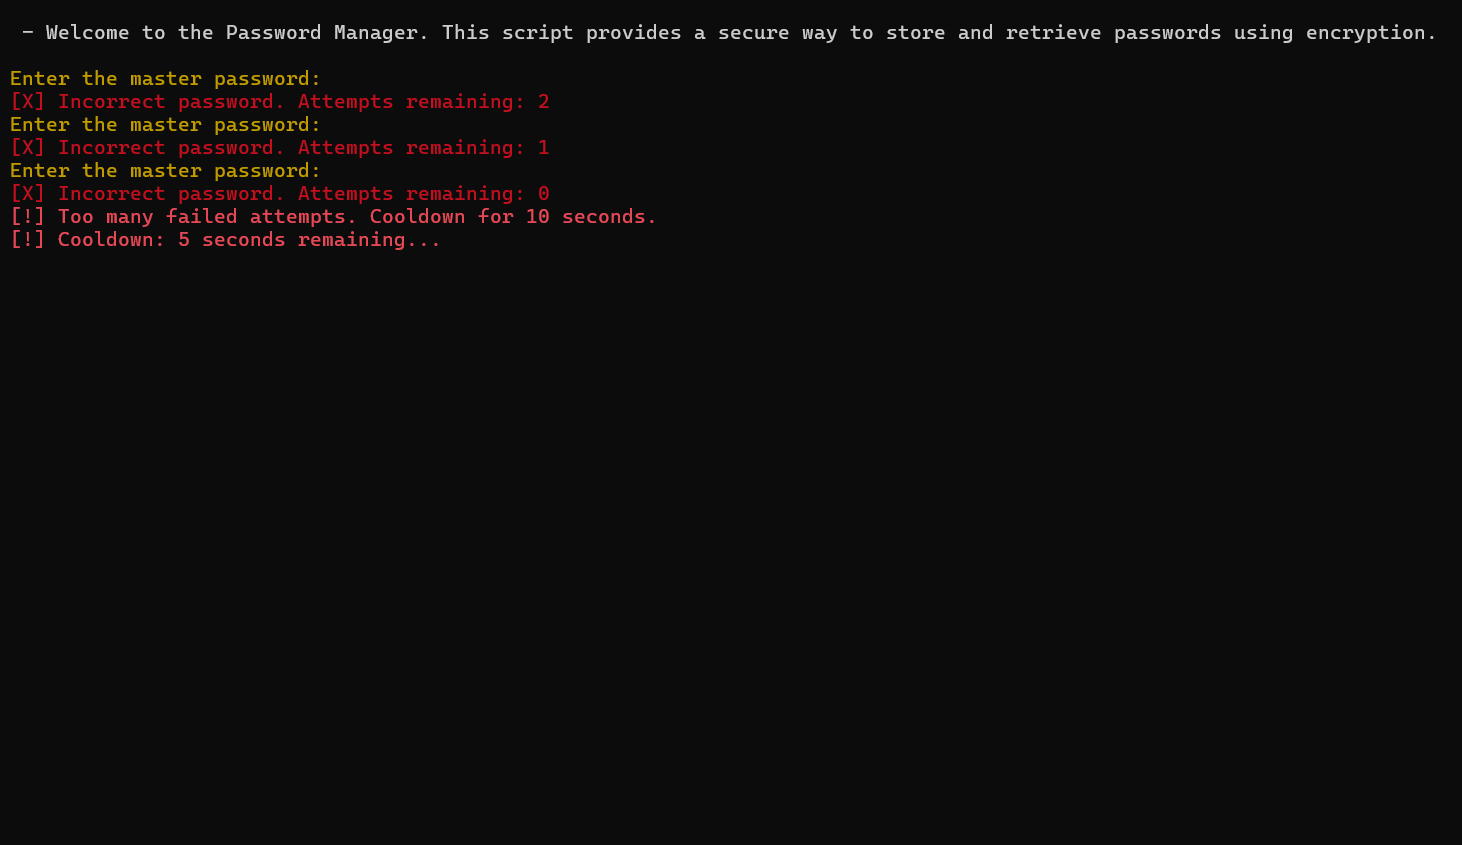 - Welcome to the Password Manager. This script provides a secure way to store and retrieve passwords using encryption.
Enter the master password:
[X] Incorrect password. Attempts remaining: 2
Enter the master password:
[X] Incorrect password. Attempts remaining: 1
Enter the master password:
[X] Incorrect password. Attempts remaining: 0
[!] Too many failed attempts. Cooldown for 10 seconds.
[!] Cooldown: 5 seconds remaining...